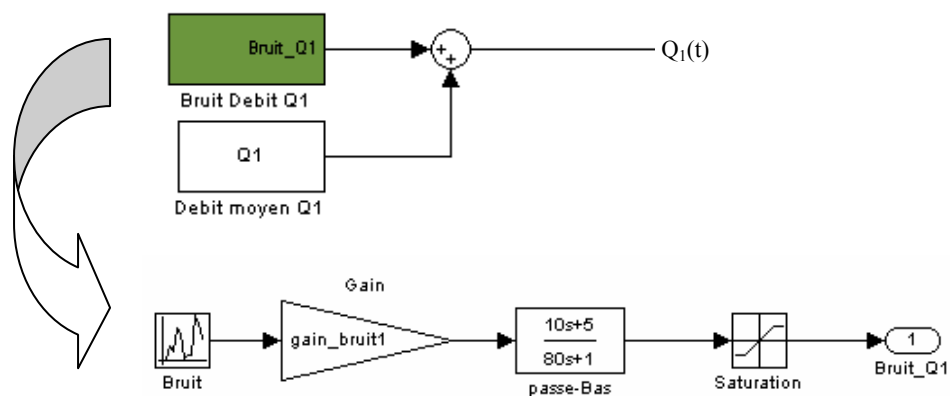 Bruit_Q1
Bruit Debit Q1
Q1
Debit moyen Q1
++
Q₁(t)
Gain
Bruit
gain_bruit1
10s+5
80s+1
passe-Bas
Saturation
1
Bruit_Q1